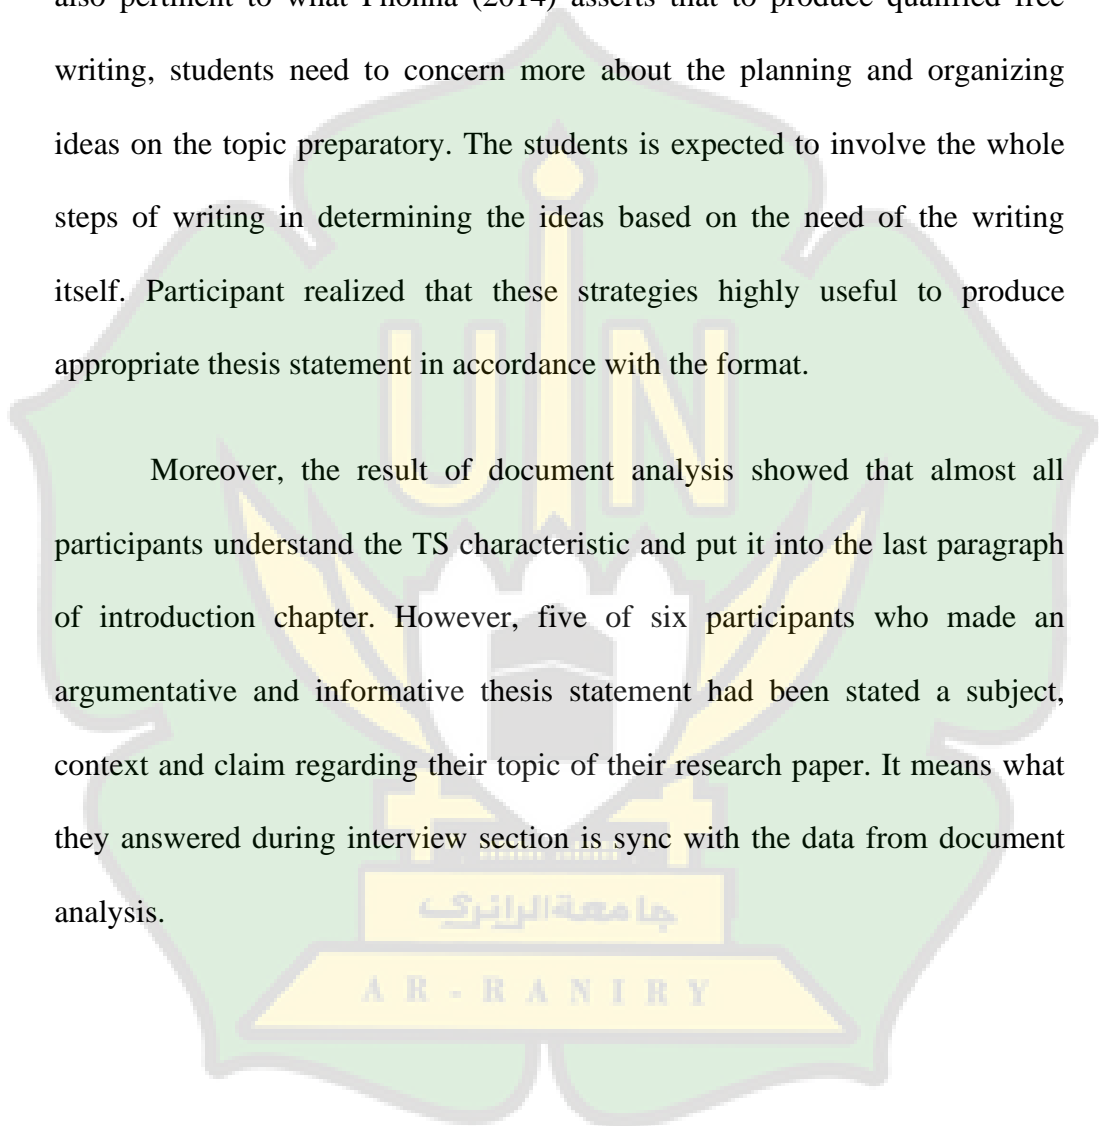 also pertinent to what (2014) asserts that to produce qualified free
writing, students need to concern more about the planning and organizing
ideas on the topic preparatory. The students is expected to involve the whole
steps of writing in determining the ideas based on the need of the writing
itself. Participant realized that these strategies highly useful to produce
appropriate thesis statement in accordance with the format.
Moreover, the result of document analysis showed that almost all
participants understand the TS characteristic and put it into the last paragraph
of introduction chapter. However, five of six participants who made an
argumentative and informative thesis statement had been stated a subject,
context and claim regarding their topic of their research paper. It means what
they answered during interview section is sync with the data from document
analysis.
UIN
جامعة الرانري
AR-RANIRY